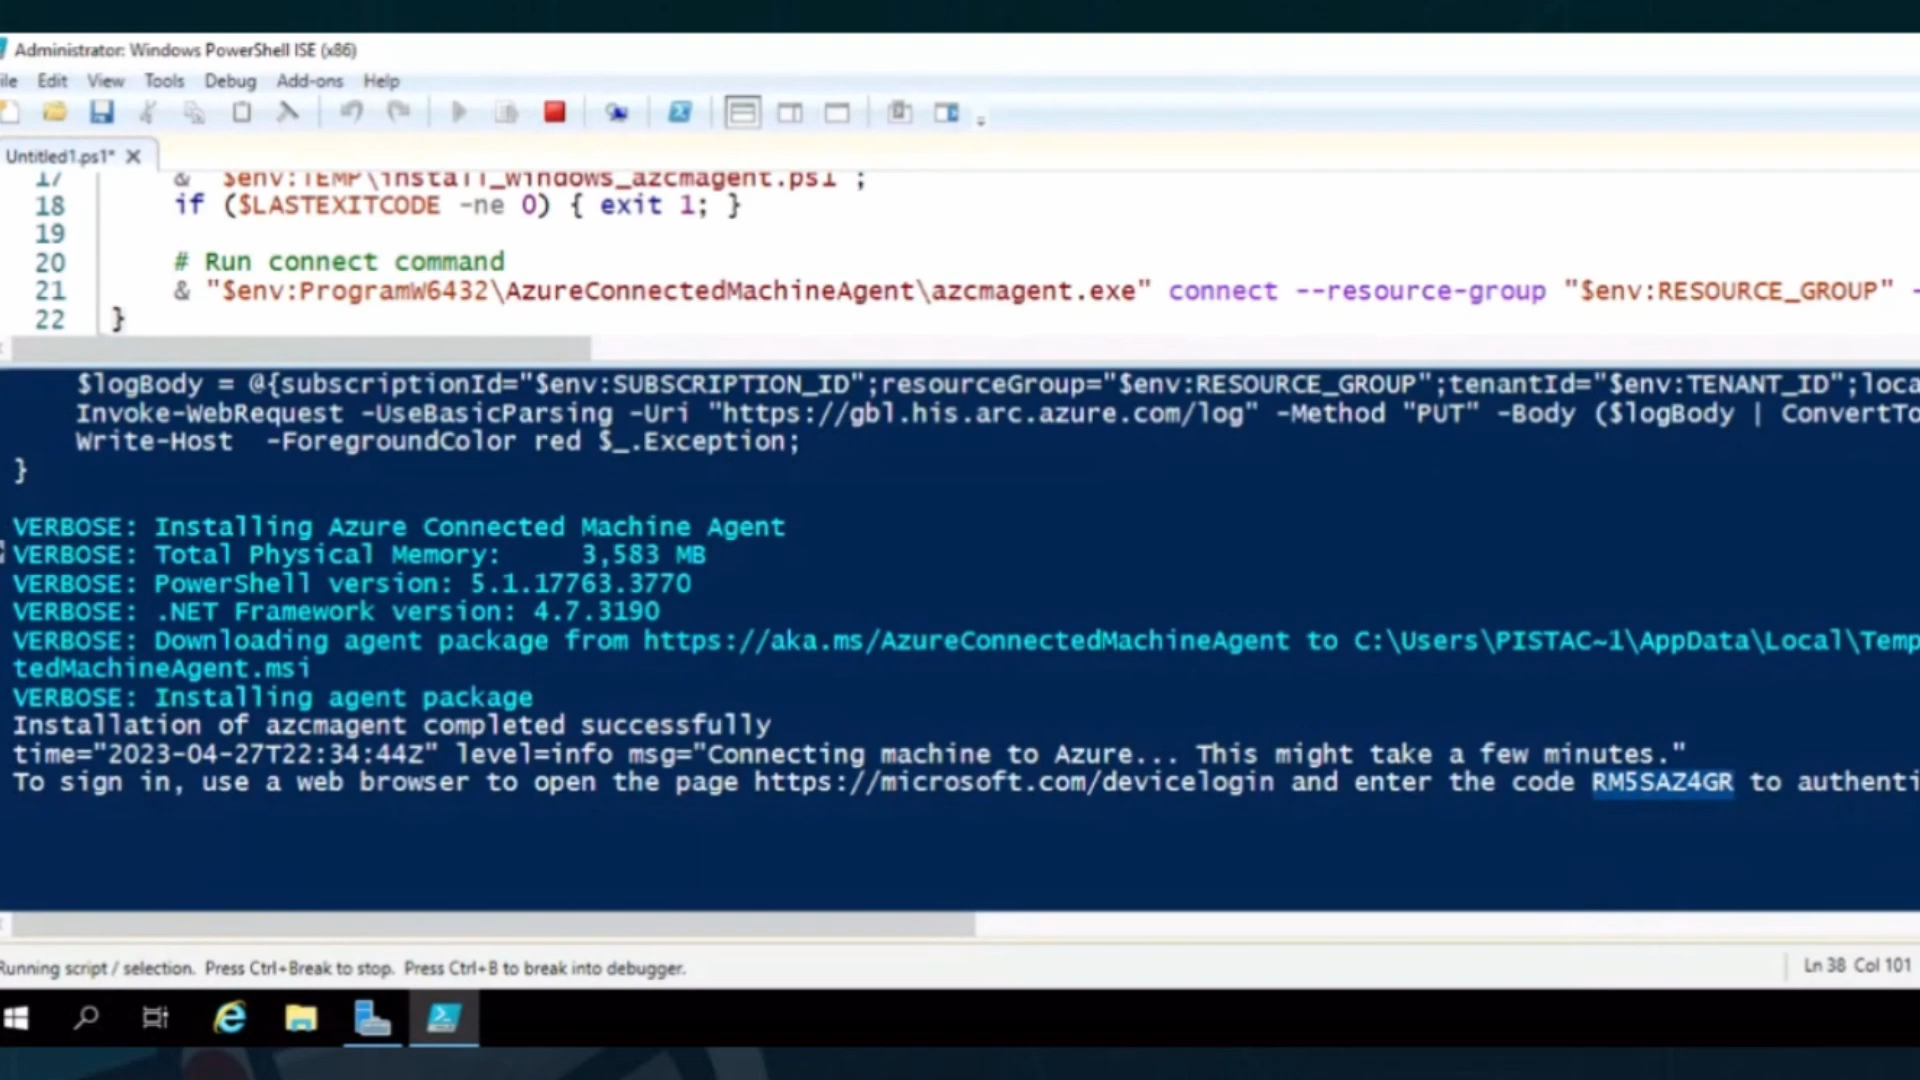 Administrator: Windows PowerShell ISE (x86)
Edit View Tools Debug Add-ons Help
Untitled1.ps1* X
17 & $env:TEMP\install_windows_azcmagent.ps1 ;
18 if ($LASTEXITCODE -ne 0) { exit 1; }
19
20 # Run connect command
21 & "$env:ProgramW6432\AzureConnectedMachineAgent\azcmagent.exe" connect --resource-group "$env:RESOURCE_GROUP" -
22 }
$logBody = @{subscriptionId="$env:SUBSCRIPTION_ID";resourceGroup="$env:RESOURCE_GROUP";tenantId="$env:TENANT_ID";loca
Invoke-WebRequest -UseBasicParsing -Uri "https://gbl.his.arc.azure.com/log" -Method "PUT" -Body ($logBody | ConvertTo
Write-Host -ForegroundColor red $_.Exception;
}
VERBOSE: Installing Azure Connected Machine Agent
VERBOSE: Total Physical Memory: 3,583 MB
VERBOSE: PowerShell version: 5.1.17763.3770
VERBOSE: .NET Framework version: 4.7.3190
VERBOSE: Downloading agent package from https://aka.ms/AzureConnectedMachineAgent to C:\Users\PISTAC~1\AppData\Local\Temp
tedMachineAgent.msi
VERBOSE: Installing agent package
Installation of azcmagent completed successfully
time="2023-04-27T22:34:44Z" level=info msg="Connecting machine to Azure... This might take a few minutes."
To sign in, use a web browser to open the page https://microsoft.com/devicelogin and enter the code RM5SAZ4GR to authenti
Running script / selection. Press Ctrl+Break to stop. Press Ctrl+B to break into debugger.
Ln 38 Col 101